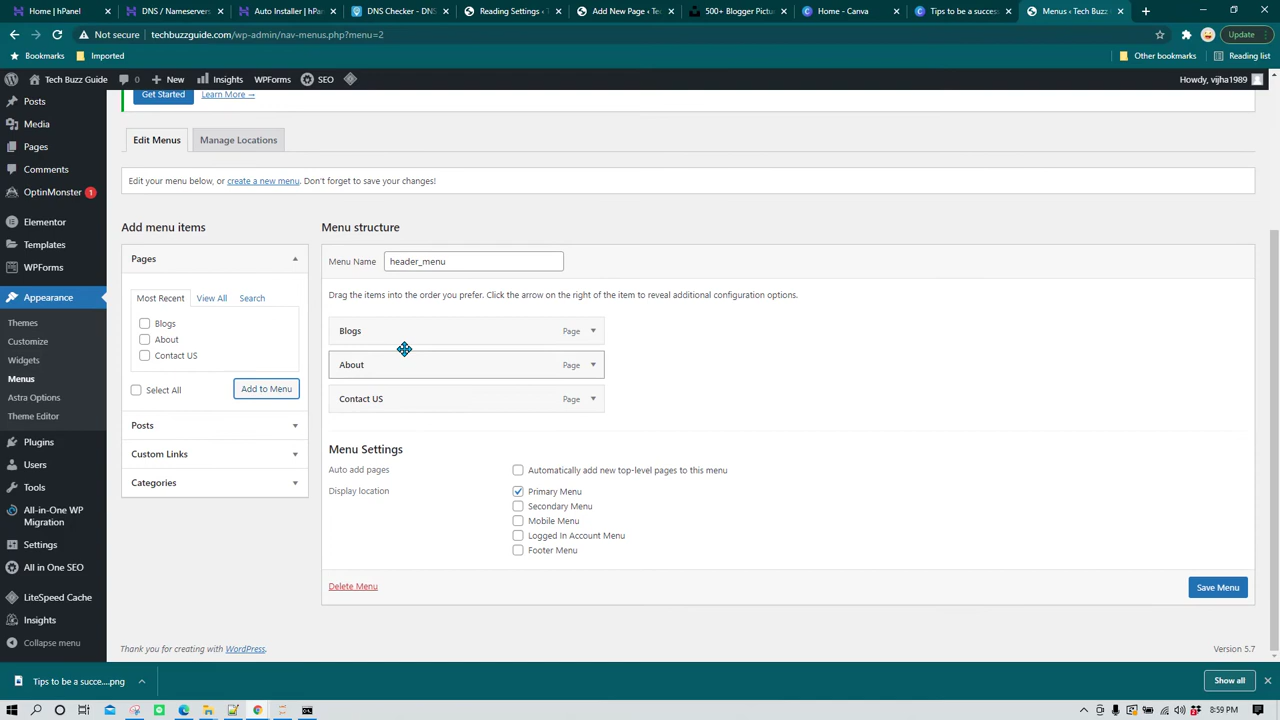 Home [ hPanel
DNS / Nameservers
Auto Installer [ hPan
DNS Checker - DNS
Reading Settings
Add New Page ‹ Te
500+ Blogger Pictur
Home - Canva
Tips to be a succes
Menus ‹ Tech Buzz
Not secure
techbuzzguide.com/wp-admin/nav-menus.php?menu=2
Update
Bookmarks
Imported
Other bookmarks
Reading list
Tech Buzz Guide
0
New
Insights
WPForms
SEO
Howdy, vijha1989
Get Started
Learn More →
Posts
Media
Pages
Comments
OptinMonster 1
Elementor
Templates
WPForms
Appearance
Themes
Customize
Widgets
Menus
Astra Options
Theme Editor
Plugins
Users
Tools
All-in-One WP
Migration
Settings
All in One SEO
LiteSpeed Cache
Insights
Collapse menu
Edit Menus
Manage Locations
Edit your menu below, or create a new menu. Don't forget to save your changes!
Add menu items
Pages
Most Recent
View All
Search
Blogs
About
Contact US
Select All
Add to Menu
Posts
Custom Links
Categories
Menu structure
Menu Name
header_menu
Drag the items into the order you prefer. Click the arrow on the right of the item to reveal additional configuration options.
Blogs
Page
About
Page
Contact US
Page
Menu Settings
Auto add pages
Automatically add new top-level pages to this menu
Display location
Primary Menu
Secondary Menu
Mobile Menu
Logged In Account Menu
Footer Menu
Delete Menu
Save Menu
Thank you for creating with WordPress.
Version 5.7
Tips to be a succe....png
Show all
8:59 PM